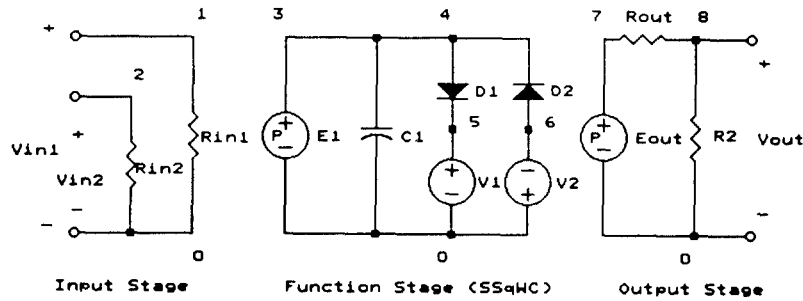 1
3
4
7 Rout 8
+
2
+
D1
D2
5
6
P
+
-
E1
C1
Rin1
+
Vin1
Vin2
Rin2
+
-
V1
-
+
V2
P
+
-
Eout
R2
Vout
-
-
-
0
0
0
Input Stage
Function Stage (SSqWC)
Output Stage